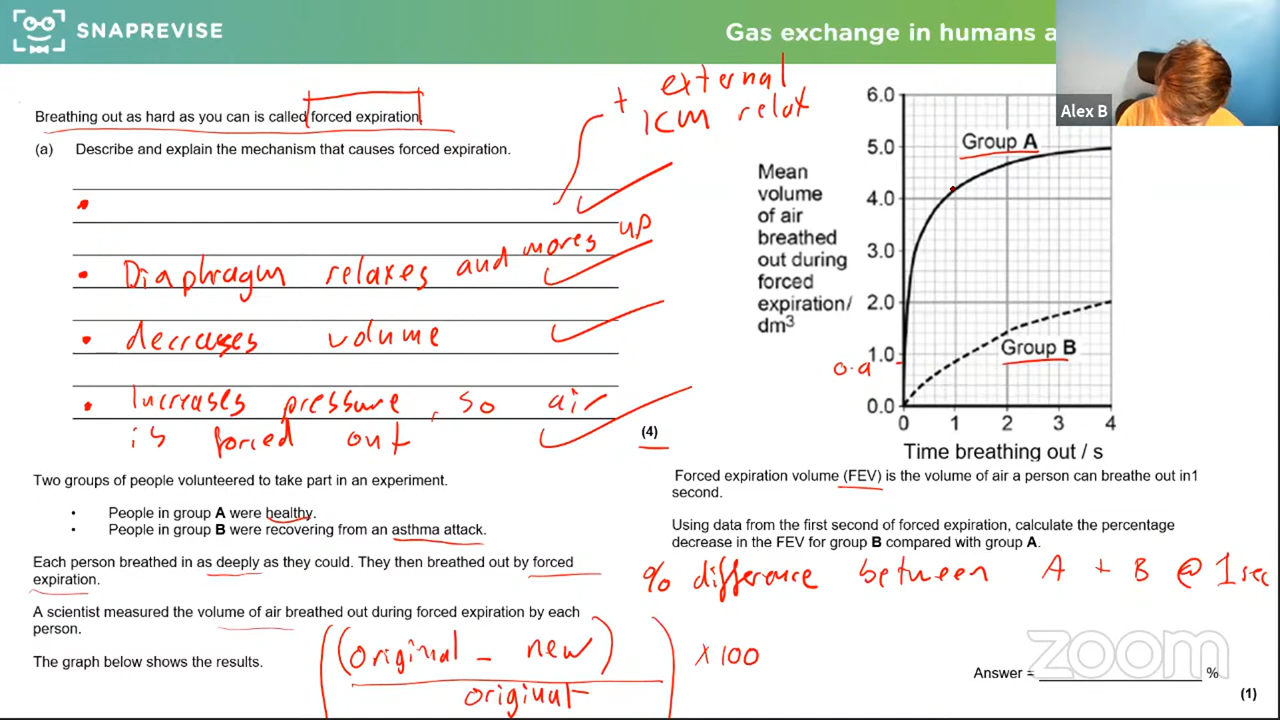 SNAPREVISE
Gas exchange in humans a
Alex B
Breathing out as hard as you can is called forced expiration
(a) Describe and explain the mechanism that causes forced expiration.
+ external
ICM relax
•
• Diaphragm relaxes and moves up
• decreases volume
• Increases pressure, so air
is forced out
(4)
Two groups of people volunteered to take part in an experiment.
• People in group A were healthy.
• People in group B were recovering from an asthma attack.
Each person breathed in as deeply as they could. They then breathed out by forced
expiration.
A scientist measured the volume of air breathed out during forced expiration by each
person.
The graph below shows the results.
((original - new)
original
) × 100
Mean
volume
of air
breathed
out during
forced
expiration/
dm3
6.0
5.0
4.0
3.0
2.0
1.0
0.0
0.9
Group A
Group B
0 1 2 3 4
Time breathing out / s
Forced expiration volume (FEV) is the volume of air a person can breathe out in1
second.
Using data from the first second of forced expiration, calculate the percentage
decrease in the FEV for group B compared with group A.
% difference between A + B @ 1sec
zoom
Answer = %
(1)